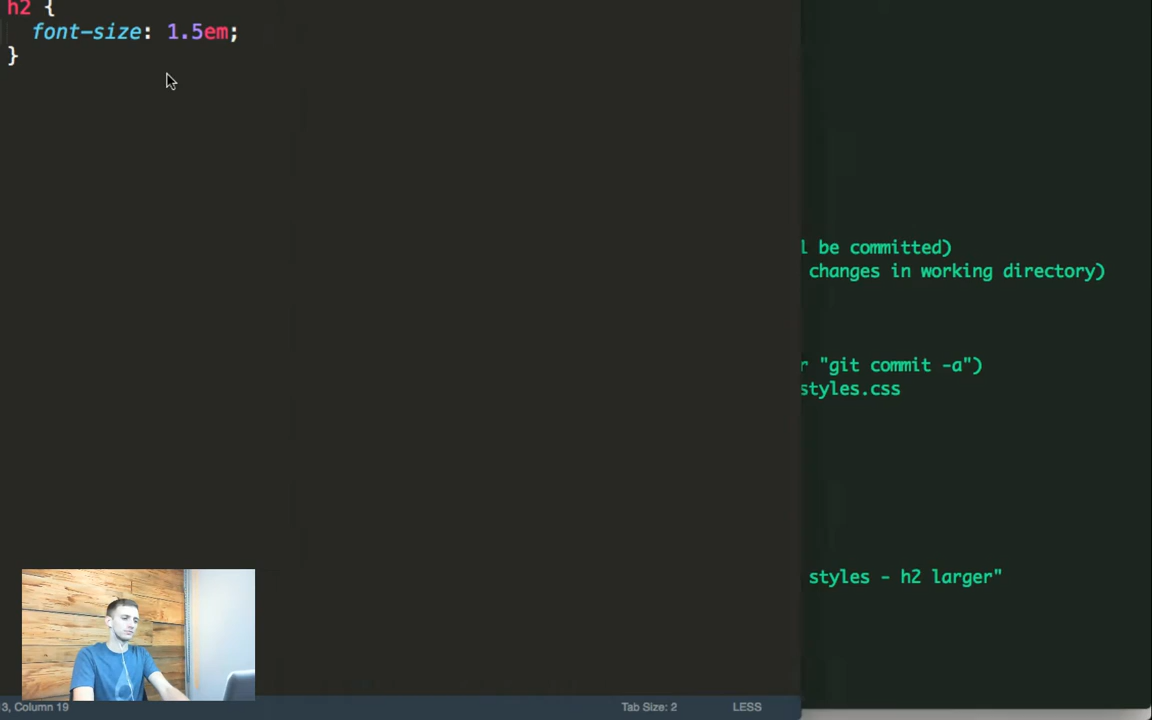 h2 {
font-size: 1.5em;
}
l be committed)
changes in working directory)
r "git commit -a")
styles.css
styles - h2 larger"
3, Column 19
Tab Size: 2
LESS